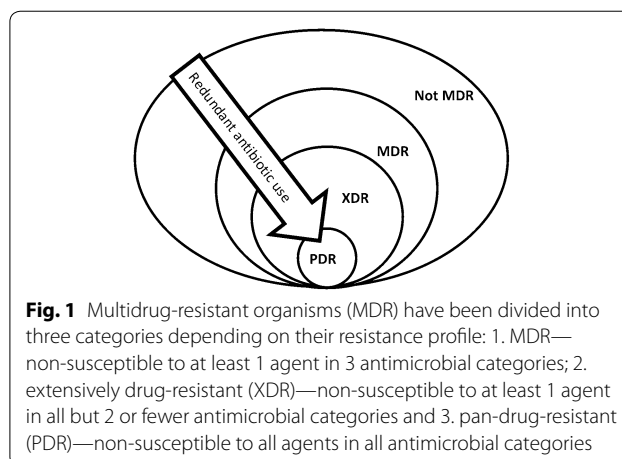 Not MDR
Redundant antibiotic use
MDR
XDR
PDR
Fig. 1 Multidrug-resistant organisms (MDR) have been divided into
three categories depending on their resistance profile: 1. MDR—
non-susceptible to at least 1 agent in 3 antimicrobial categories; 2.
extensively drug-resistant (XDR)—non-susceptible to at least 1 agent
in all but 2 or fewer antimicrobial categories and 3. pan-drug-resistant
(PDR)—non-susceptible to all agents in all antimicrobial categories